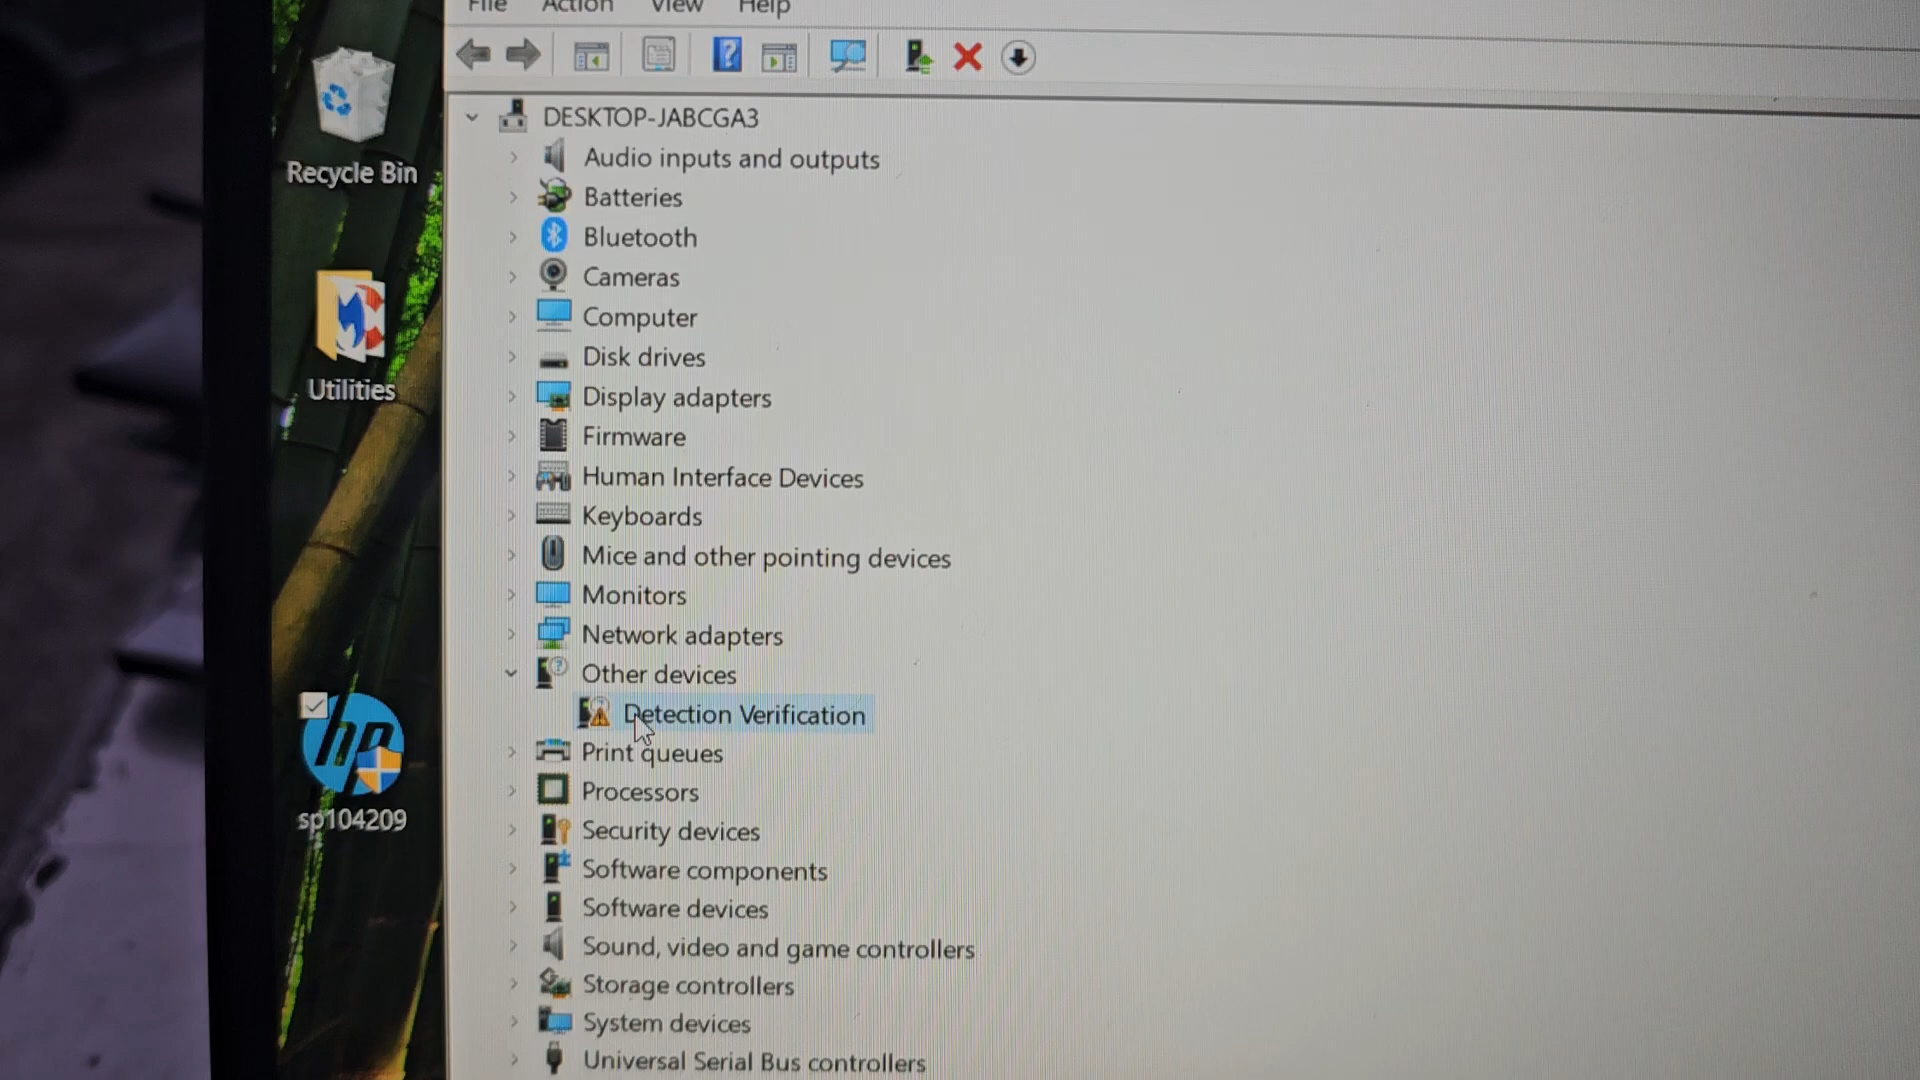 File Action View Help
DESKTOP-JABCGA3
Audio inputs and outputs
Batteries
Bluetooth
Cameras
Computer
Disk drives
Display adapters
Firmware
Human Interface Devices
Keyboards
Mice and other pointing devices
Monitors
Network adapters
Other devices
Detection Verification
Print queues
Processors
Security devices
Software components
Software devices
Sound, video and game controllers
Storage controllers
System devices
Universal Serial Bus controllers
Recycle Bin
Utilities
hp
sp104209